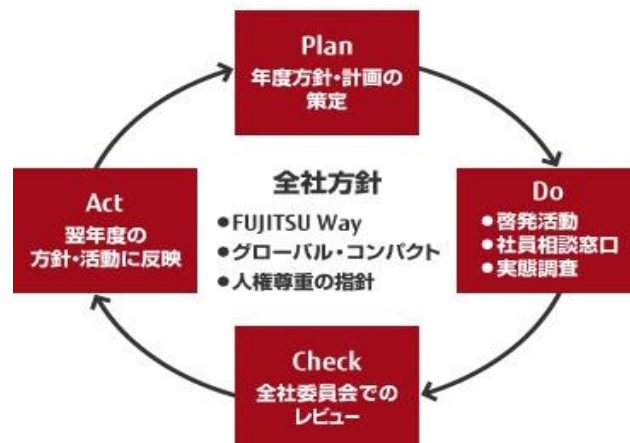 Plan
年度方針・計画の
策定
Do
●啓発活動
●社員相談窓口
●実態調査
Check
全社委員会での
レビュー
Act
翌年度の
方針・活動に反映
全社方針
●FUJITSU Way
●グローバル・コンパクト
●人権尊重の指針